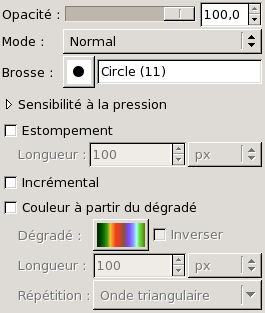 Opacité : 100,0
Mode : Normal
Brosse : Circle (11)
Sensibilité à la pression
Estompement
Longueur : 100 px
Incrémental
Couleur à partir du dégradé
Dégradé : Inverser
Longueur : 100 px
Répétition : Onde triangulaire